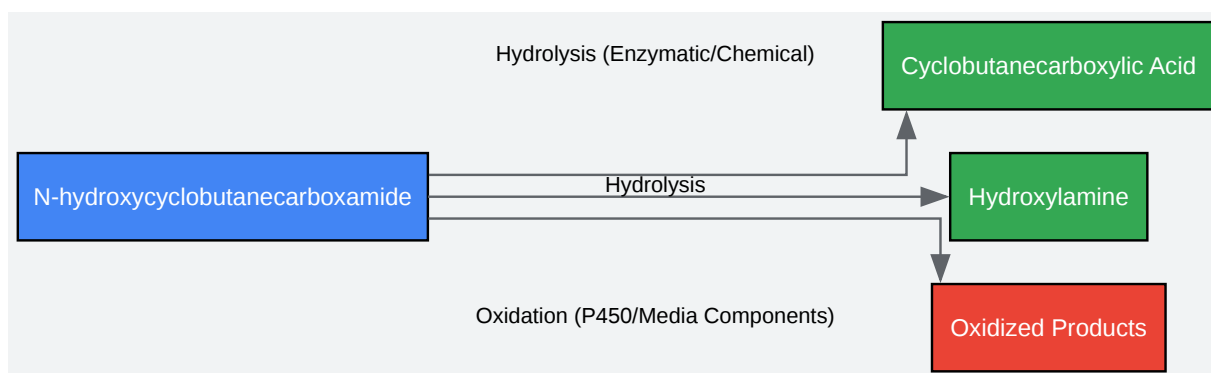 Hydrolysis (Enzymatic/Chemical)
Cyclobutanecarboxylic Acid
N-hydroxycyclobutanecarboxamide
Hydrolysis
Hydroxylamine
Oxidation (P450/Media Components)
Oxidized Products